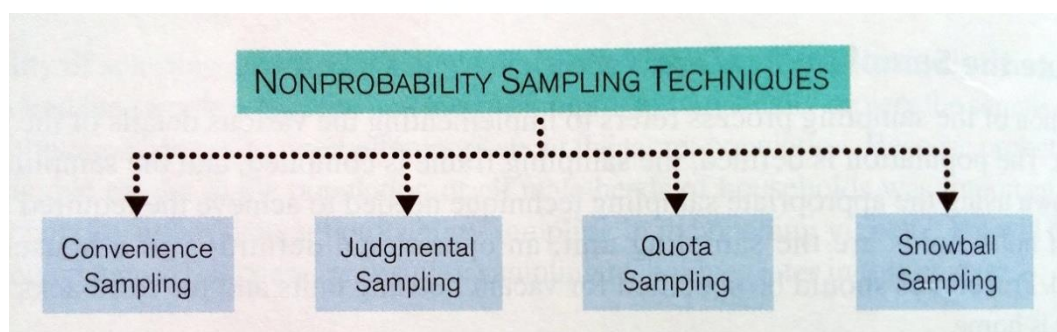 NONPROBABILITY SAMPLING TECHNIQUES
Convenience
Sampling
Judgmental
Sampling
Quota
Sampling
Snowball
Sampling